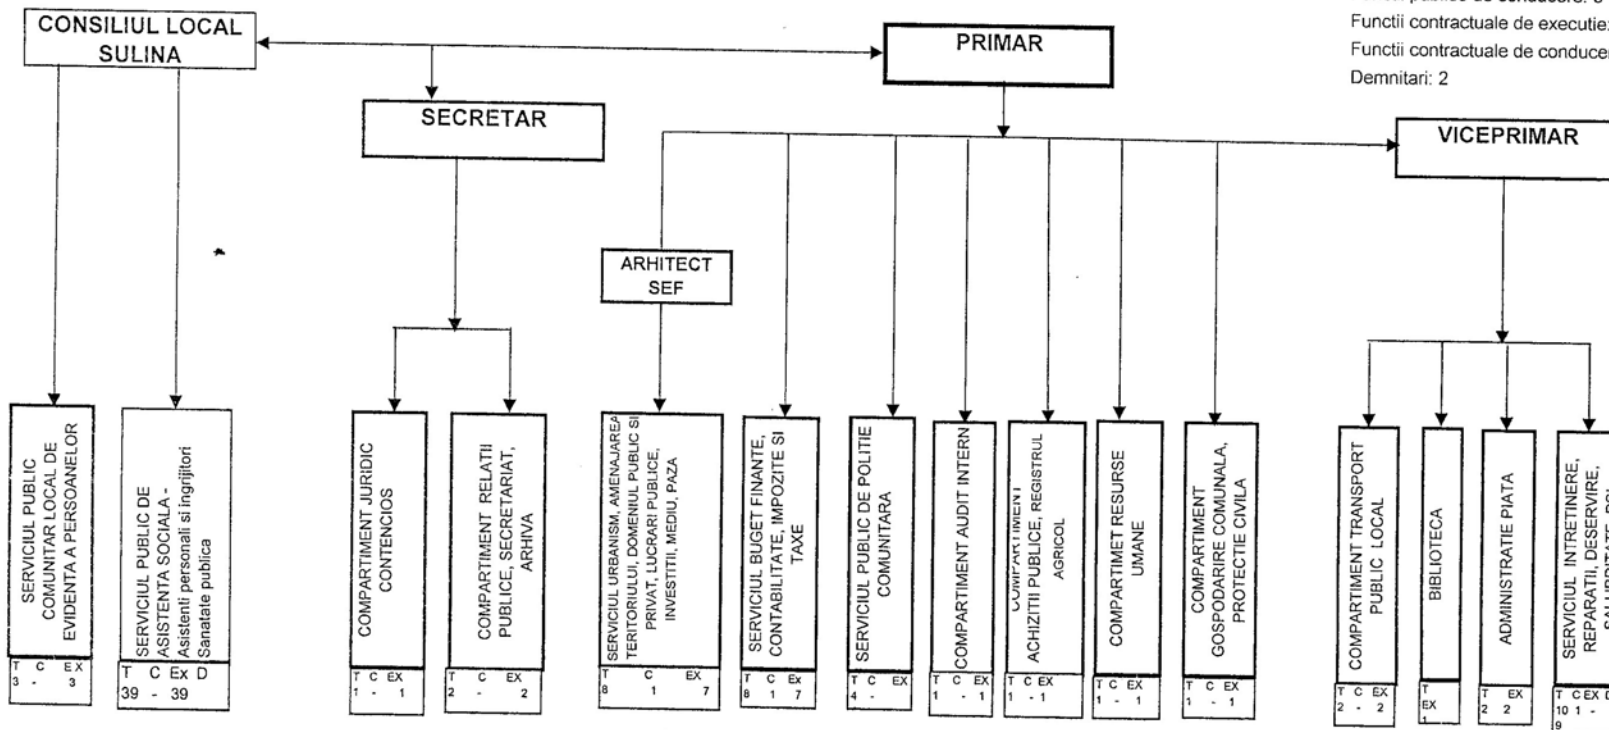 CONSILIUL LOCAL
SULINA
PRIMAR
Functii contractuale de executie:
Functii contractuale de
Demnitari: 2
SECRETAR
VICEPRIMAR
ARHITECT
SEF
SERVICIUL PUBLIC
COMUNITAR LOCAL DE
EVIDENTA A PERSOANELOR
T C EX
3 - 3
SERVICIUL PUBLIC DE
ASISTENTA SOCIALA -
Asistenti personali si ingrijitori
Sanatate publica
T C Ex D
39 - 39
COMPARTIMENT JURIDIC
CONTENCIOS
T C EX
1 - 1
COMPARTIMENT RELATII
PUBLICE, SECRETARIAT,
ARHIVA
T C EX
2 - 2
SERVICIUL URBANISM, AMENAJAREA
TERITORIULUI, DOMENIUL PUBLIC SI
PRIVAT, LUCRARI PUBLICE,
INVESTITII, MEDIU, PAZA
T C EX
8 1 7
SERVICIUL BUGET FINANTE,
CONTABILITATE, IMPOZITE SI
TAXE
T C EX
8 1 7
SERVICIUL PUBLIC DE POLITIE
COMUNITARA
T C EX
4 -
COMPARTIMENT AUDIT INTERN
T C EX
1 - 1
COMPARTIMENT
ACHIZITII PUBLICE, REGISTRUL
AGRICOL
T C EX
1 - 1
COMPARTIMET RESURSE
UMANE
T C EX
1 - 1
COMPARTIMENT
GOSPODARIRE COMUNALA,
PROTECTIE CIVILA
T C EX
1 - 1
COMPARTIMENT TRANSPORT
PUBLIC LOCAL
T C EX
2 - 2
BIBLIOTECA
T
EX
1
ADMINISTRATIE PIATA
T EX
2 2
SERVICIUL INTRETINERE,
REPARATII, DESERVIRE,
T C EX D
10 1 -
9